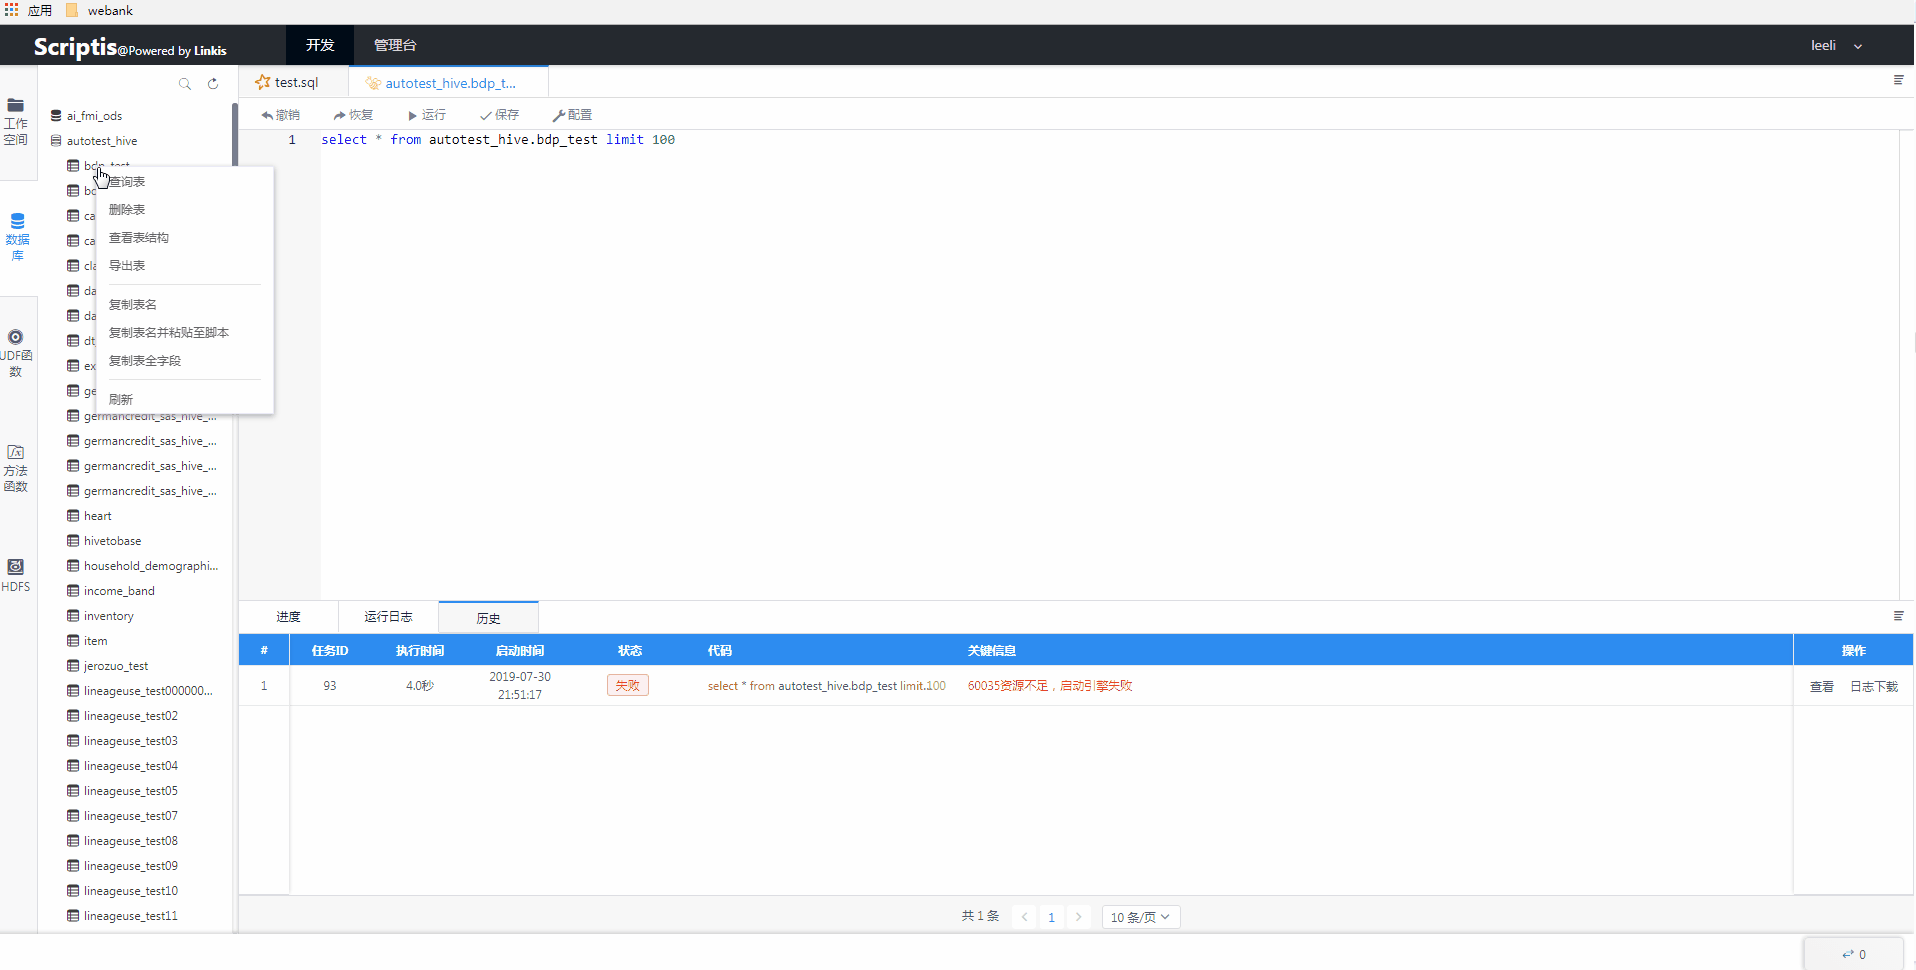 应用
webank
Scriptis@Powered by Linkis
开发
管理台
leeli
工作
空间
数据
库
UDF函
数
方法
函数
HDFS
ai_fmi_ods
autotest_hive
bdp_test
ca
ca
cla
da
da
dt
ex
ge
germancredit_sas_hive_...
germancredit_sas_hive_...
germancredit_sas_hive_...
germancredit_sas_hive_...
heart
hivetobase
household_demographi...
income_band
inventory
item
jerozuo_test
lineageuse_test000000...
lineageuse_test02
lineageuse_test03
lineageuse_test04
lineageuse_test05
lineageuse_test07
lineageuse_test08
lineageuse_test09
lineageuse_test10
lineageuse_test11
查询表
删除表
查看表结构
导出表
复制表名
复制表名并粘贴至脚本
复制表全字段
刷新
test.sql
autotest_hive.bdp_t...
撤销
恢复
运行
保存
配置
1 select * from autotest_hive.bdp_test limit 100
进度
运行日志
历史
# 任务ID 执行时间 启动时间 状态 代码 关键信息 操作
1 93 4.0秒 2019-07-30 21:51:17 失败 select * from autotest_hive.bdp_test limit 100 60035资源不足，启动引擎失败 查看 日志下载
共 1 条
1
10 条/页
0